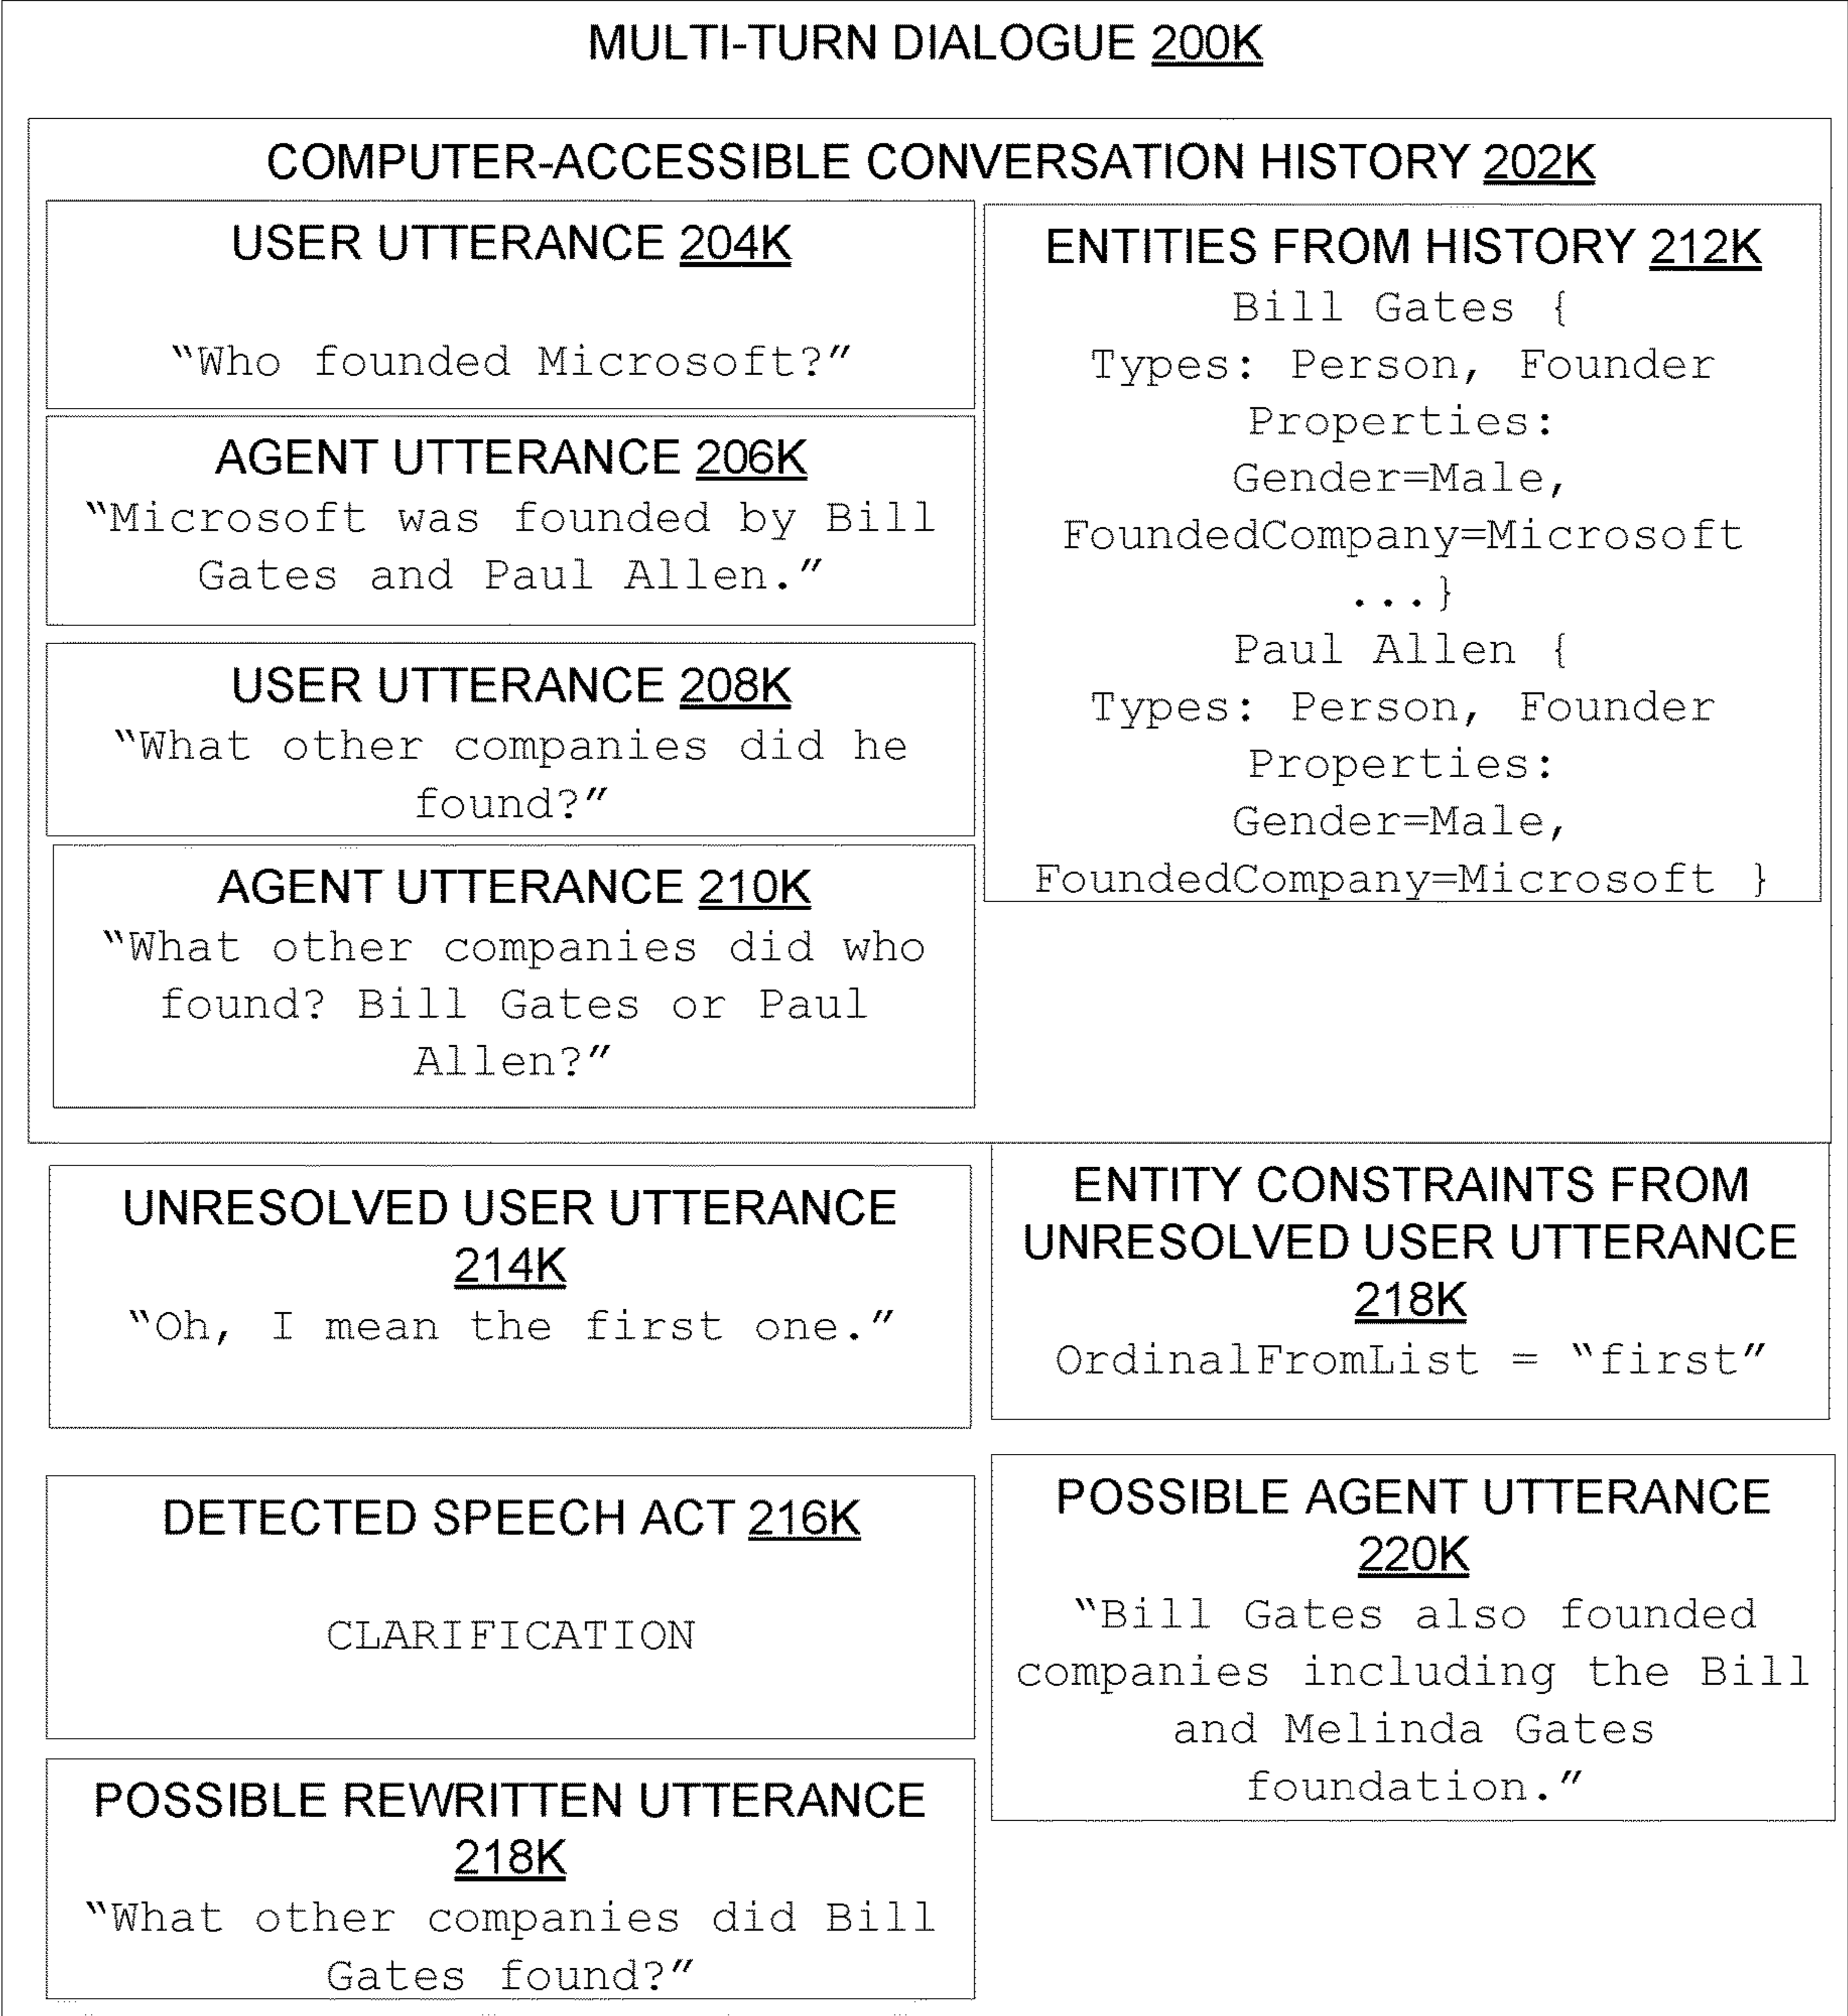 MULTI-TURN DIALOGUE 200K
COMPUTER-ACCESSIBLE CONVERSATION HISTORY 202K
USER UTTERANCE 204K
“Who founded Microsoft?”
AGENT UTTERANCE 206K
“Microsoft was founded by Bill
Gates and Paul Allen.”
USER UTTERANCE 208K
“What other companies did he
found?”
AGENT UTTERANCE 210K
“What other companies did who
found? Bill Gates or Paul
Allen?”
ENTITIES FROM HISTORY 212K
Bill Gates {
Types: Person, Founder
Properties:
Gender=Male,
FoundedCompany=Microsoft
...}
Paul Allen {
Types: Person, Founder
Properties:
Gender=Male,
FoundedCompany=Microsoft }
UNRESOLVED USER UTTERANCE
214K
“Oh, I mean the first one.”
ENTITY CONSTRAINTS FROM
UNRESOLVED USER UTTERANCE
218K
OrdinalFromList = “first”
DETECTED SPEECH ACT 216K
CLARIFICATION
POSSIBLE REWRITTEN UTTERANCE
218K
“What other companies did Bill
Gates found?”
POSSIBLE AGENT UTTERANCE
220K
“Bill Gates also founded
companies including the Bill
and Melinda Gates
foundation.”